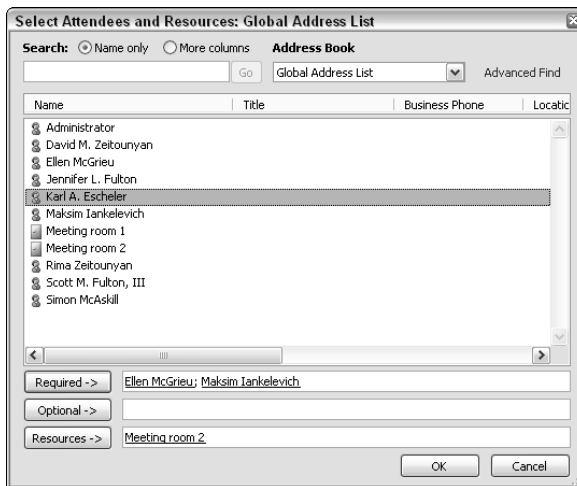 Select Attendees and Resources: Global Address List
Search: Name only More columns Address Book
Go Global Address List Advanced Find
Name Title Business Phone Locatic
Administrator
David M. Zeitounyan
Ellen McGrieu
Jennifer L. Fulton
Karl A. Escheler
Maksim Iankelevich
Meeting room 1
Meeting room 2
Rima Zeitounyan
Scott M. Fulton, III
Simon McAskill
Required -> Ellen McGrieu; Maksim Iankelevich
Optional ->
Resources -> Meeting room 2
OK Cancel